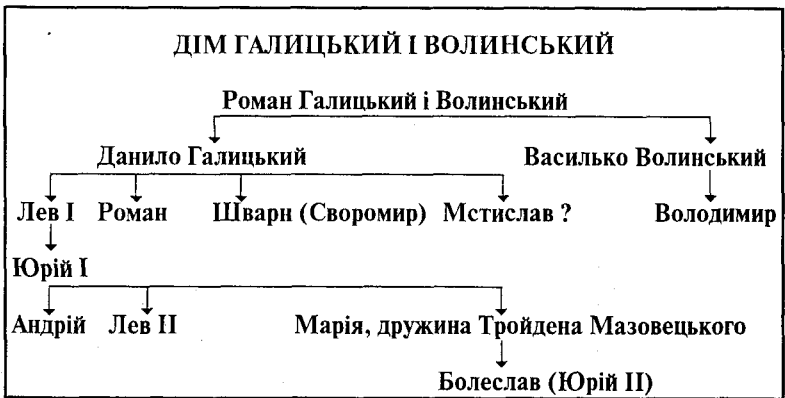 ДІМ ГАЛИЦЬКИЙ І ВОЛИНСЬКИЙ
Роман Галицький і Волинський
Данило Галицький Василько Волинський
Лев І Роман Шварн (Своромир) Мстислав ? Володимир
Юрій І
Андрій Лев ІІ Марія, дружина Тройдена Мазовецького
Болеслав (Юрій ІІ)